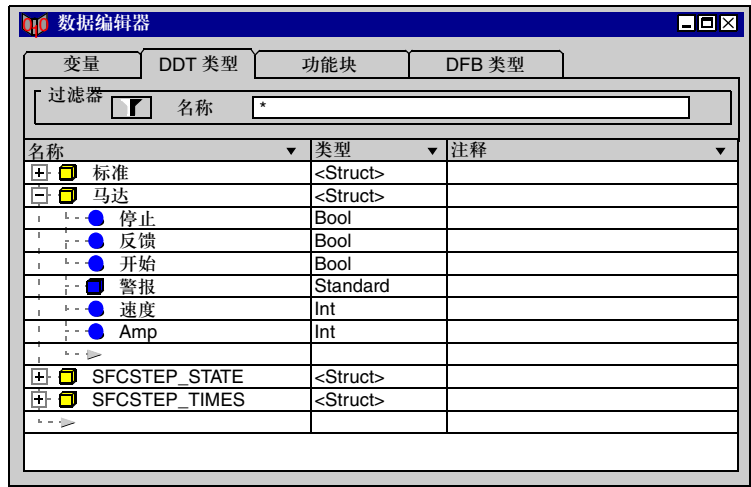 数据编辑器
变量 DDT 类型 功能块 DFB 类型
过滤器 名称 *
名称 类型 注释
标准 <Struct>
马达 <Struct>
停止 Bool
反馈 Bool
开始 Bool
警报 Standard
速度 Int
Amp Int
SFCSTEP_STATE <Struct>
SFCSTEP_TIMES <Struct>